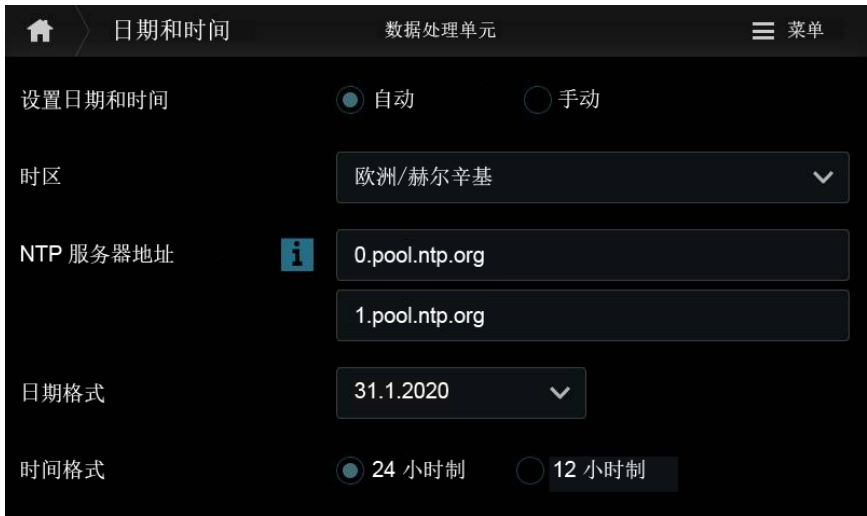 日期和时间 数据处理单元 菜单
设置日期和时间 自动 手动
时区 欧洲/赫尔辛基
NTP 服务器地址 i 0.pool.ntp.org
1.pool.ntp.org
日期格式 31.1.2020
时间格式 24 小时制 12 小时制